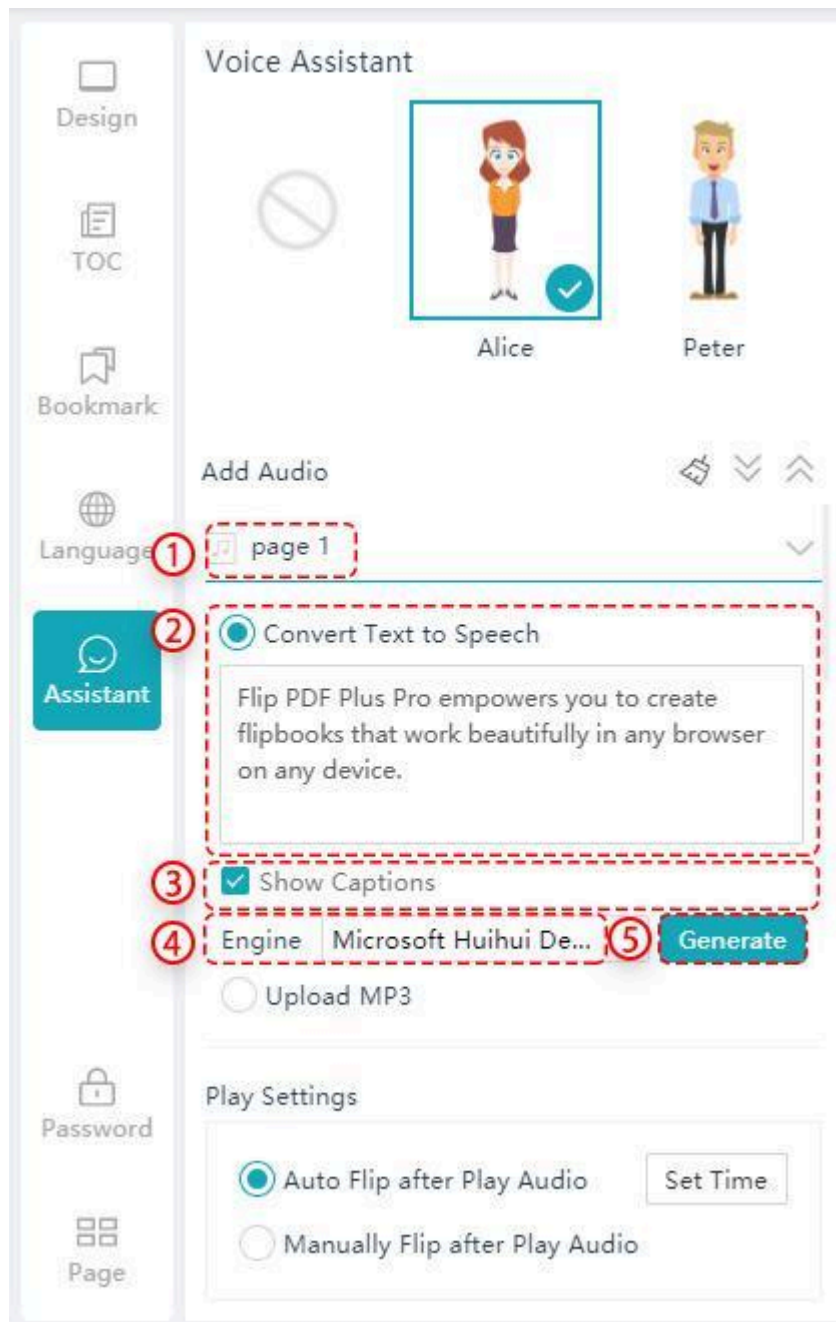 Voice Assistant
Design
TOC
Bookmark
Language
Assistant
Password
Page
Alice
Peter
Add Audio
① page 1
② Convert Text to Speech
Flip PDF Plus Pro empowers you to create
flipbooks that work beautifully in any browser
on any device.
③ Show Captions
④ Engine Microsoft Huihui De... ⑤ Generate
Upload MP3
Play Settings
Auto Flip after Play Audio Set Time
Manually Flip after Play Audio